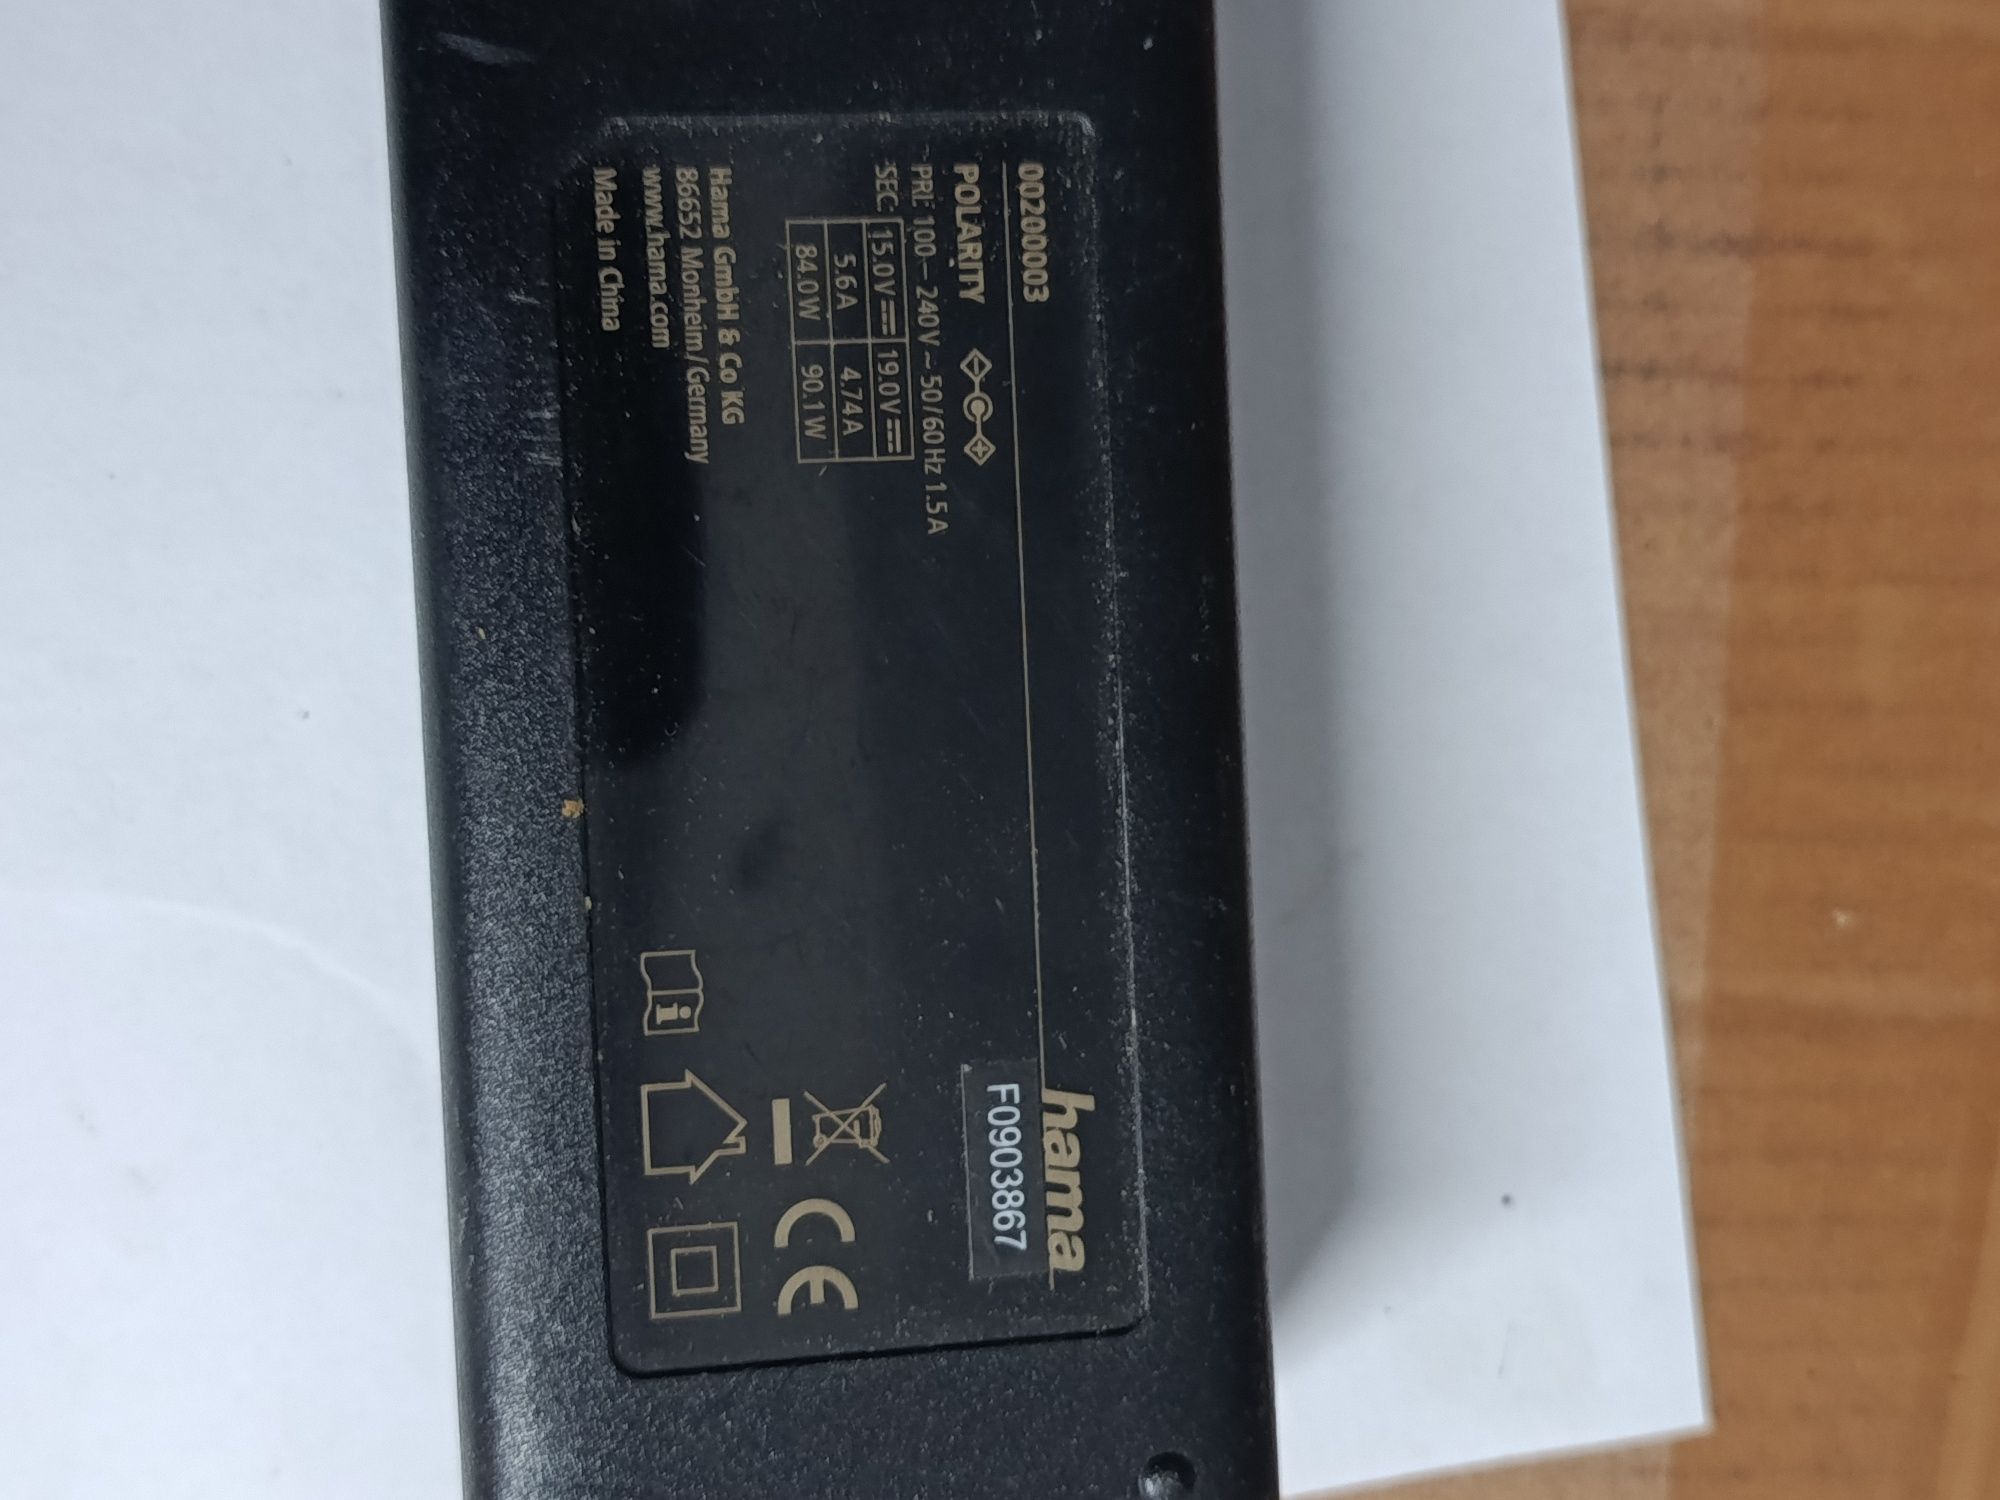 00200003
hama
F0903867
POLARITY - +
PRI: 100-240V~50/60Hz 1.5A
SEC: 15.0V⎓ 19.0V⎓
5.6A 4.74A
84.0W 90.1W
Hama GmbH & Co KG
86652 Monheim/Germany
www.hama.com
Made in China
CE
i